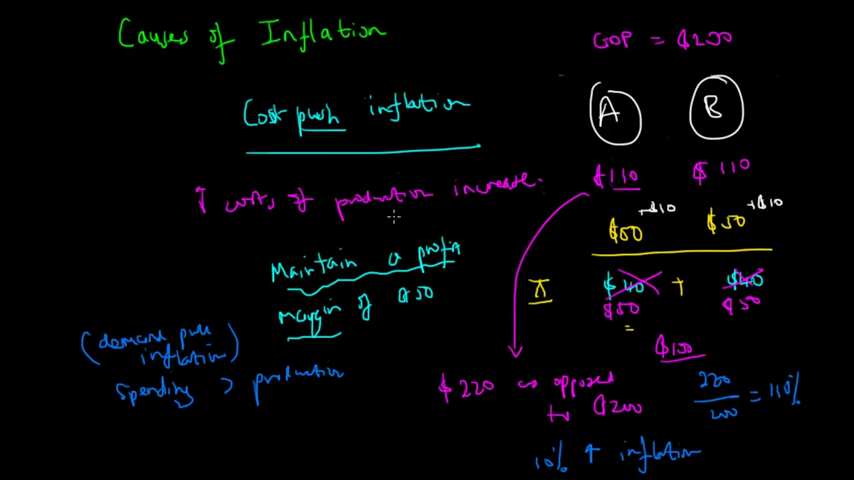 Causes of Inflation
Cost push inflation
↑ costs of production increase.
Maintain a profit
Margin of $50
(demand pull
inflation)
spending > production
GDP = $200
A B
$110 $110
$50 +$10 $50 +$10
π $40 + $40
$50 $50
=
$100
$220 as opposed
to $200
220
200 = 110%
10% ↑ inflation